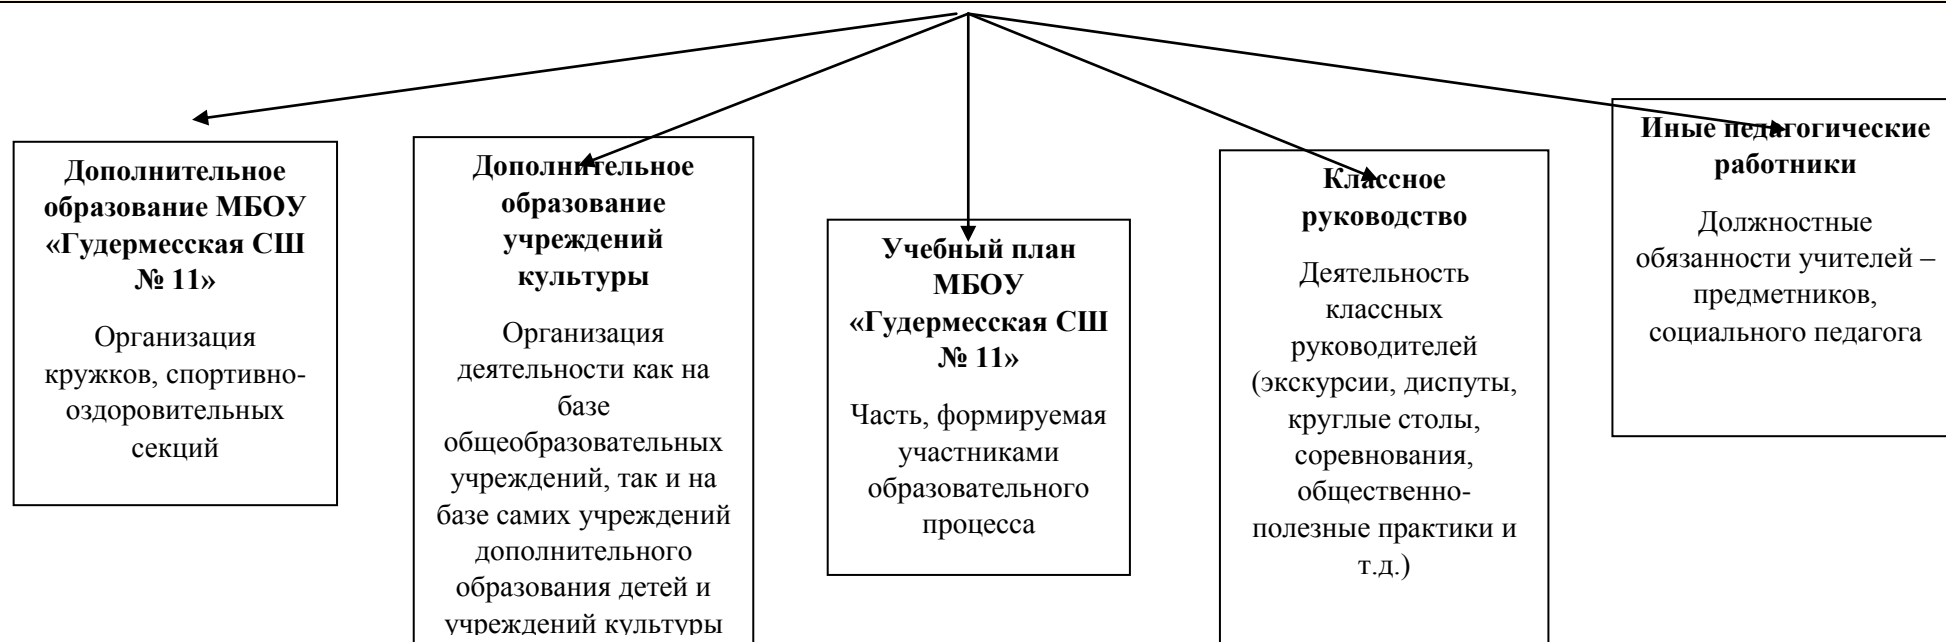 Дополнительное
образование МБОУ
«Гудермесская СШ
№ 11»
Организация
кружков, спортивно-
оздоровительных
секций
Дополнительное
образование
учреждений
культуры
Организация
деятельности как на
базе
общеобразовательных
учреждений, так и на
базе самих учреждений
дополнительного
образования детей и
учреждений культуры
Учебный план
МБОУ
«Гудермесская СШ
№ 11»
Часть, формируемая
участниками
образовательного
процесса
Классное
руководство
Деятельность
классных
руководителей
(экскурсии, диспуты,
круглые столы,
соревнования,
общественно-
полезные практики и
т.д.)
Иные педагогические
работники
Должностные
обязанности учителей –
предметников,
социального педагога